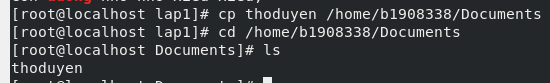 [root@localhost lap1]# cp thoduyen /home/b1908338/Documents
[root@localhost lap1]# cd /home/b1908338/Documents
[root@localhost Documents]# ls
thoduyen